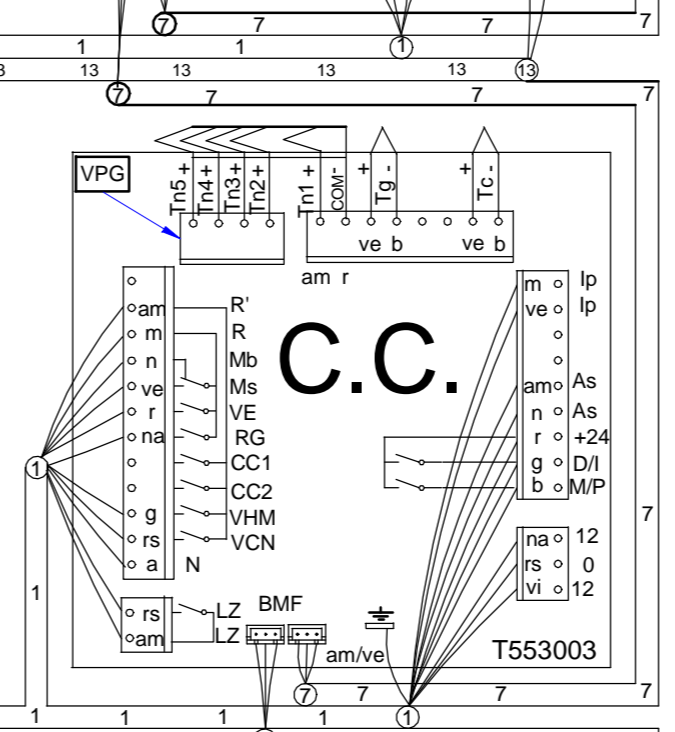 7 7 7 7
1 1 1
13 13 13 13 13
7 7 7 7
VPG
Tn5 + Tn4 + Tn3 + Tn2 + Tn1 + COM - + Tg - + Tc -
ve b ve b
am r
C.C.
am R'
m R
n Mb
ve Ms
r VE
na RG
CC1
CC2
g VHM
rs VCN
a N
m Ip
ve Ip
am As
n As
r +24
g D/I
b M/P
na 12
rs 0
vi 12
1
1
7
rs LZ
am LZ
BMF
am/ve
T553003
7 7 7 7
1 1 1 1 1